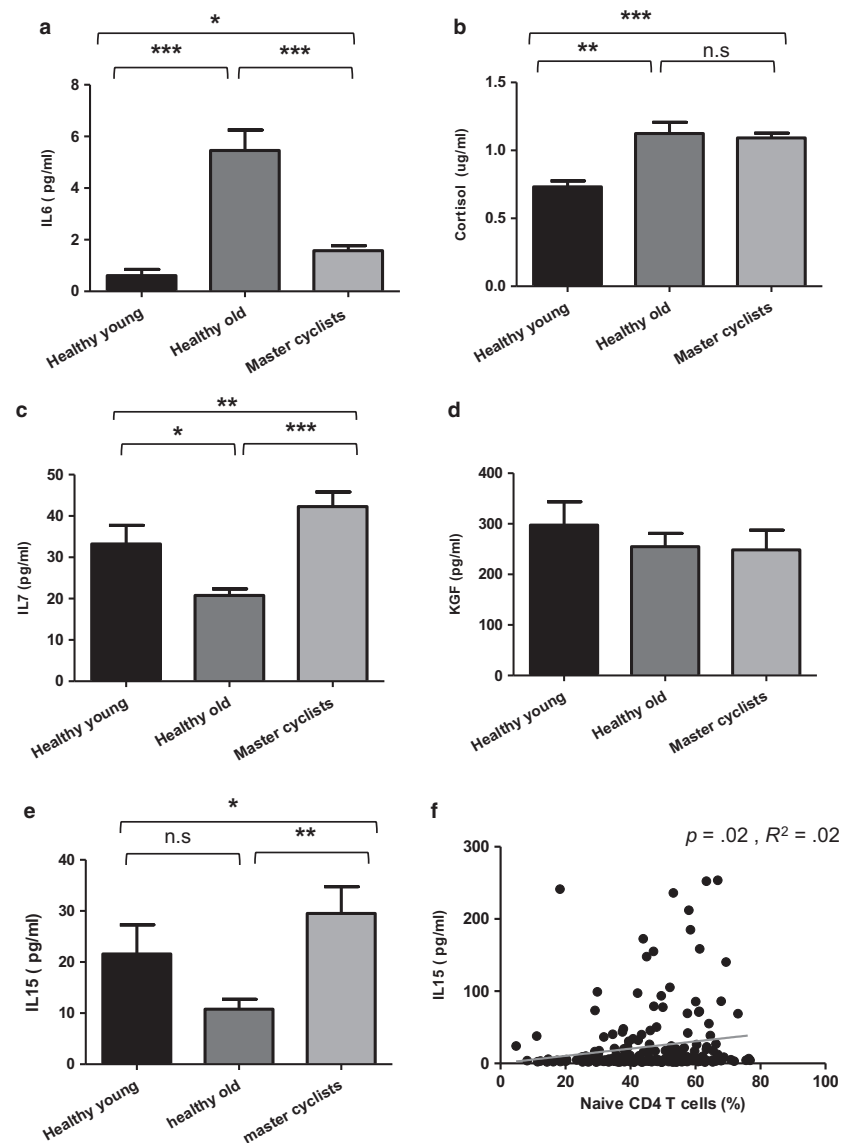 a
*
***
***
8
6
4
2
0
IL6 ( pg/ml)
Healthy young
Healthy old
Master cyclists
b
***
**
n.s
1.5
1.0
0.5
0.0
Cortisol (ug/ml)
Healthy young
Healthy old
Master cyclists
c
**
*
***
50
40
30
20
10
0
IL7 (pg/ml)
Healthy young
Healthy old
Master cyclists
d
400
300
200
100
0
KGF (pg/ml)
Healthy young
Healthy old
Master cyclists
e
*
n.s
**
40
30
20
10
0
IL15 ( pg/ml)
Healthy young
healthy old
master cyclists
f
p = .02 , R² = .02
300
200
100
0
IL15 ( pg/ml)
0 20 40 60 80 100
Naive CD4 T cells (%)